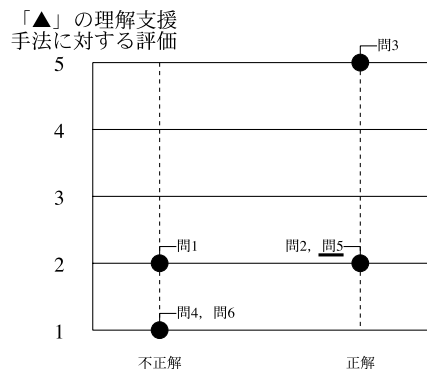 「▲」の理解支援
手法に対する評価
5
問3
4
3
問1
問2, 問5
2
問4, 問6
1
不正解
正解